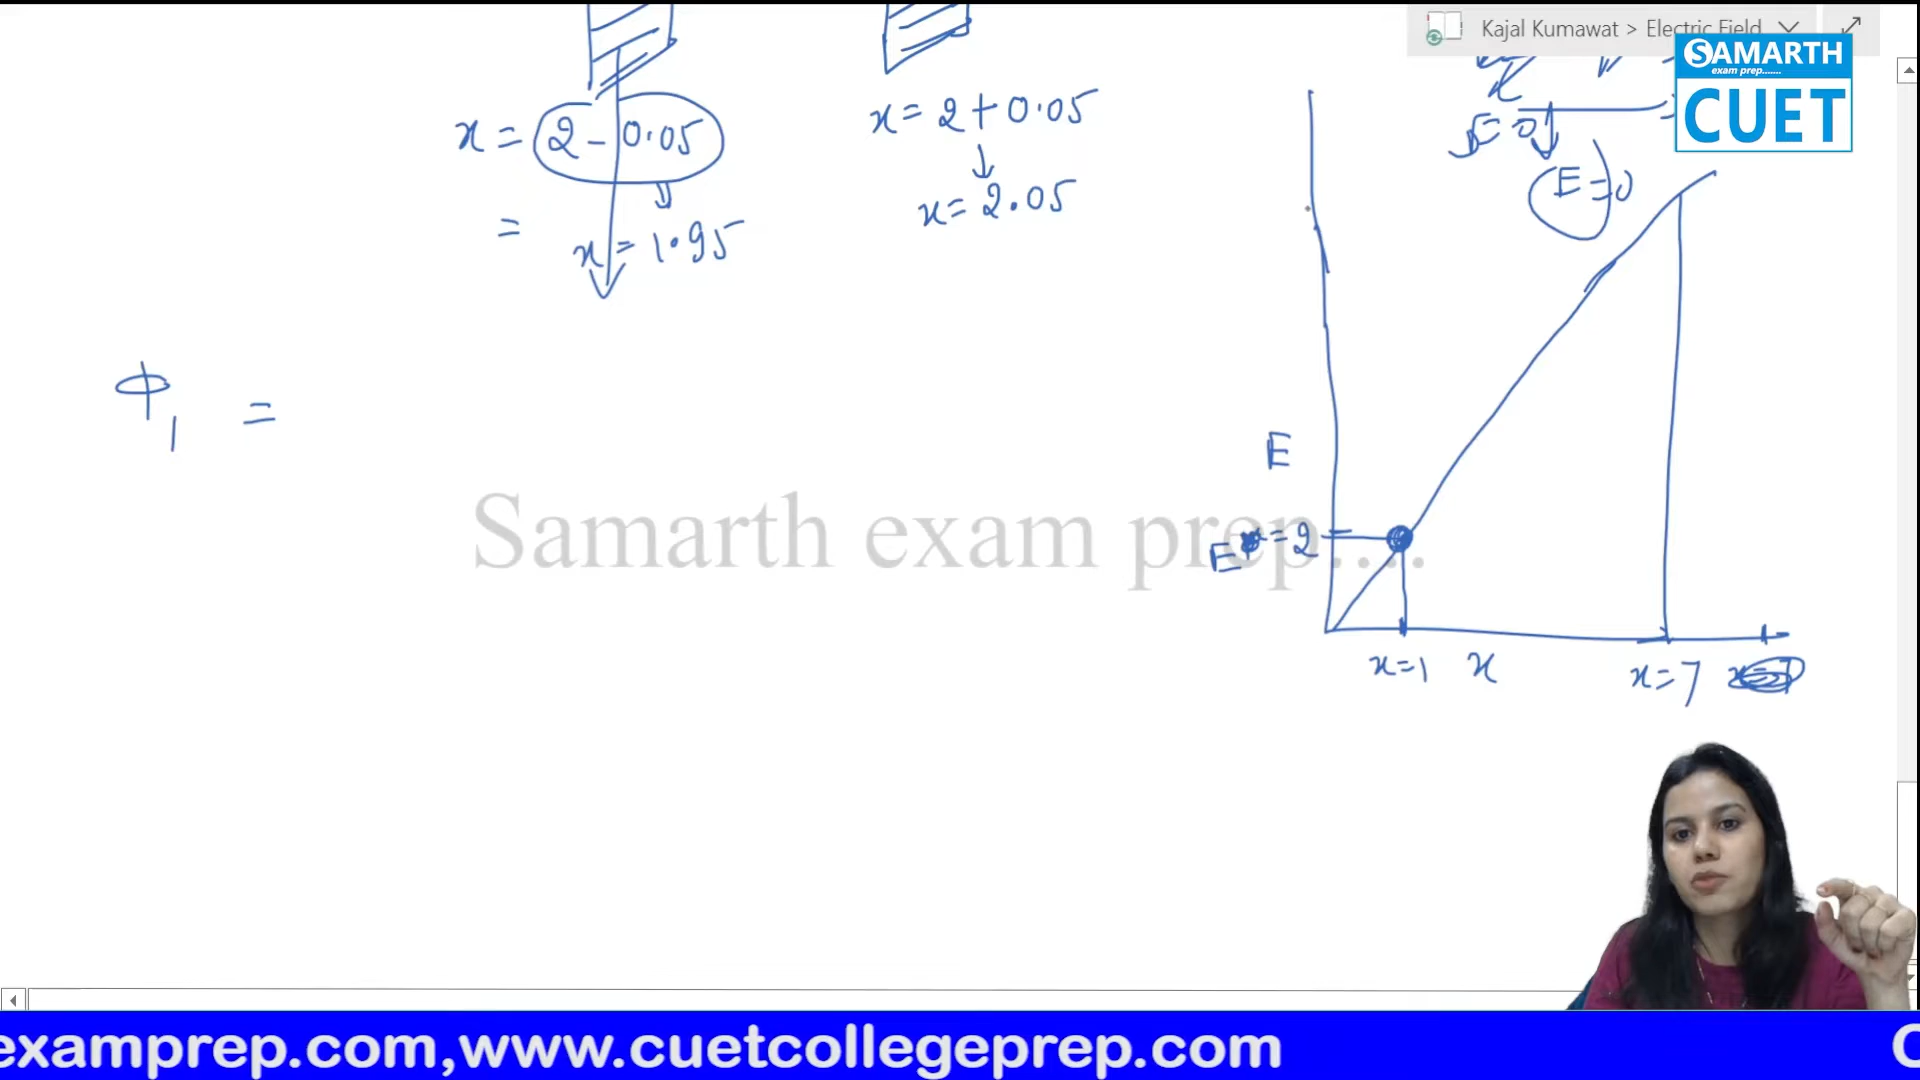 Kajal Kumawat > Electric Field
SAMARTH
exam prep.......
CUET
x = 2 - 0.05
=
x = 1.95
x = 2 + 0.05
x = 2.05
E = 0
Φ₁ =
E
E = 2
x=1 x x=7
Samarth exam prep....
examprep.com,www.cuetcollegeprep.com
C